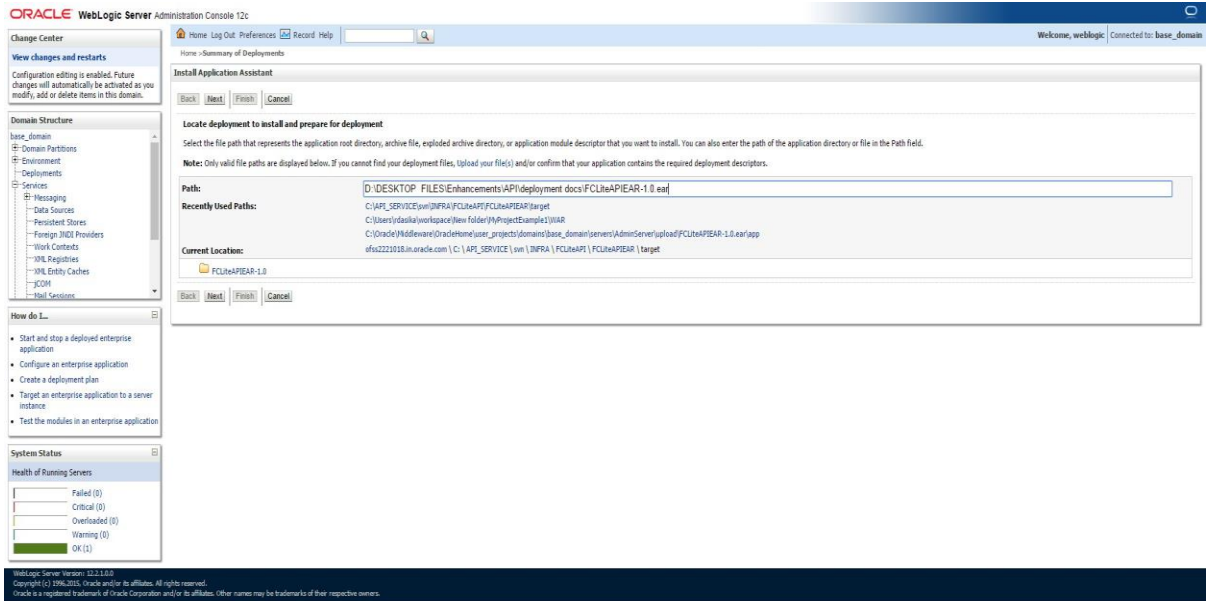 ORACLE WebLogic Server Administration Console 12c
Change Center
View changes and restarts
Configuration editing is enabled. Future
changes will automatically be activated as you
modify, add or delete items in this domain.
Domain Structure
base_domain
Domain Partitions
Environment
Deployments
Services
Messaging
Data Sources
Persistent Stores
Foreign JNDI Providers
Work Contexts
XML Registries
XML Entity Caches
jCOM
Mail Sessions
How do I...
Start and stop a deployed enterprise
application
Configure an enterprise application
Create a deployment plan
Target an enterprise application to a server
instance
Test the modules in an enterprise application
System Status
Health of Running Servers
Failed (0)
Critical (0)
Overloaded (0)
Warning (0)
OK (1)
Home Log Out Preferences Record Help
Welcome, weblogic Connected to: base_domain
Home >Summary of Deployments
Install Application Assistant
Back Next Finish Cancel
Locate deployment to install and prepare for deployment
Select the file path that represents the application root directory, archive file, exploded archive directory, or application module descriptor that you want to install. You can also enter the path of the application directory or file in the Path field.
Note: Only valid file paths are displayed below. If you cannot find your deployment files, Upload your file(s) and/or confirm that your application contains the required deployment descriptors.
Path: D:\DESKTOP FILES\Enhancements\API\deployment docs\FCLiteAPIEAR-1.0.ear
Recently Used Paths: C:\API_SERVICE\svn\INFRA\FCLiteAPI\FCLiteAPIEAR\target
C:\Users\rdasika\workspace\New folder\MyProjectExample1\WAR
C:\Oracle\Middleware\OracleHome\user_projects\domains\base_domain\servers\AdminServer\upload\FCLiteAPIEAR-1.0.ear\app
Current Location: ofss2221018.in.oracle.com \ C: \ API_SERVICE \ svn \ INFRA \ FCLiteAPI \ FCLiteAPIEAR \ target
FCLiteAPIEAR-1.0
Back Next Finish Cancel
WebLogic Server Version: 12.2.1.0.0
Copyright (c) 1996,2015, Oracle and/or its affiliates. All rights reserved.
Oracle is a registered trademark of Oracle Corporation and/or its affiliates. Other names may be trademarks of their respective owners.